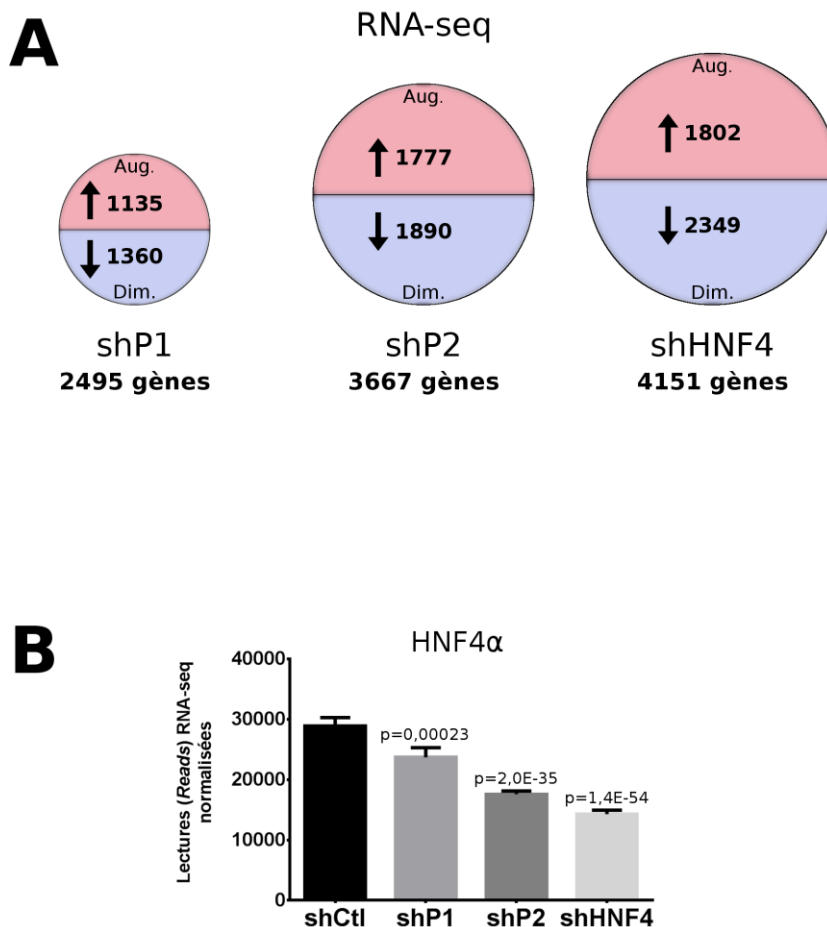 A
RNA-seq
Aug.
↑ 1135
↓ 1360
Dim.
shP1
2495 gènes
Aug.
↑ 1777
↓ 1890
Dim.
shP2
3667 gènes
Aug.
↑ 1802
↓ 2349
Dim.
shHNF4
4151 gènes
B
HNF4α
Lectures (Reads) RNA-seq
normalisées
40000
30000
20000
10000
0
p=0,00023
p=2,0E-35
p=1,4E-54
shCtl shP1 shP2 shHNF4